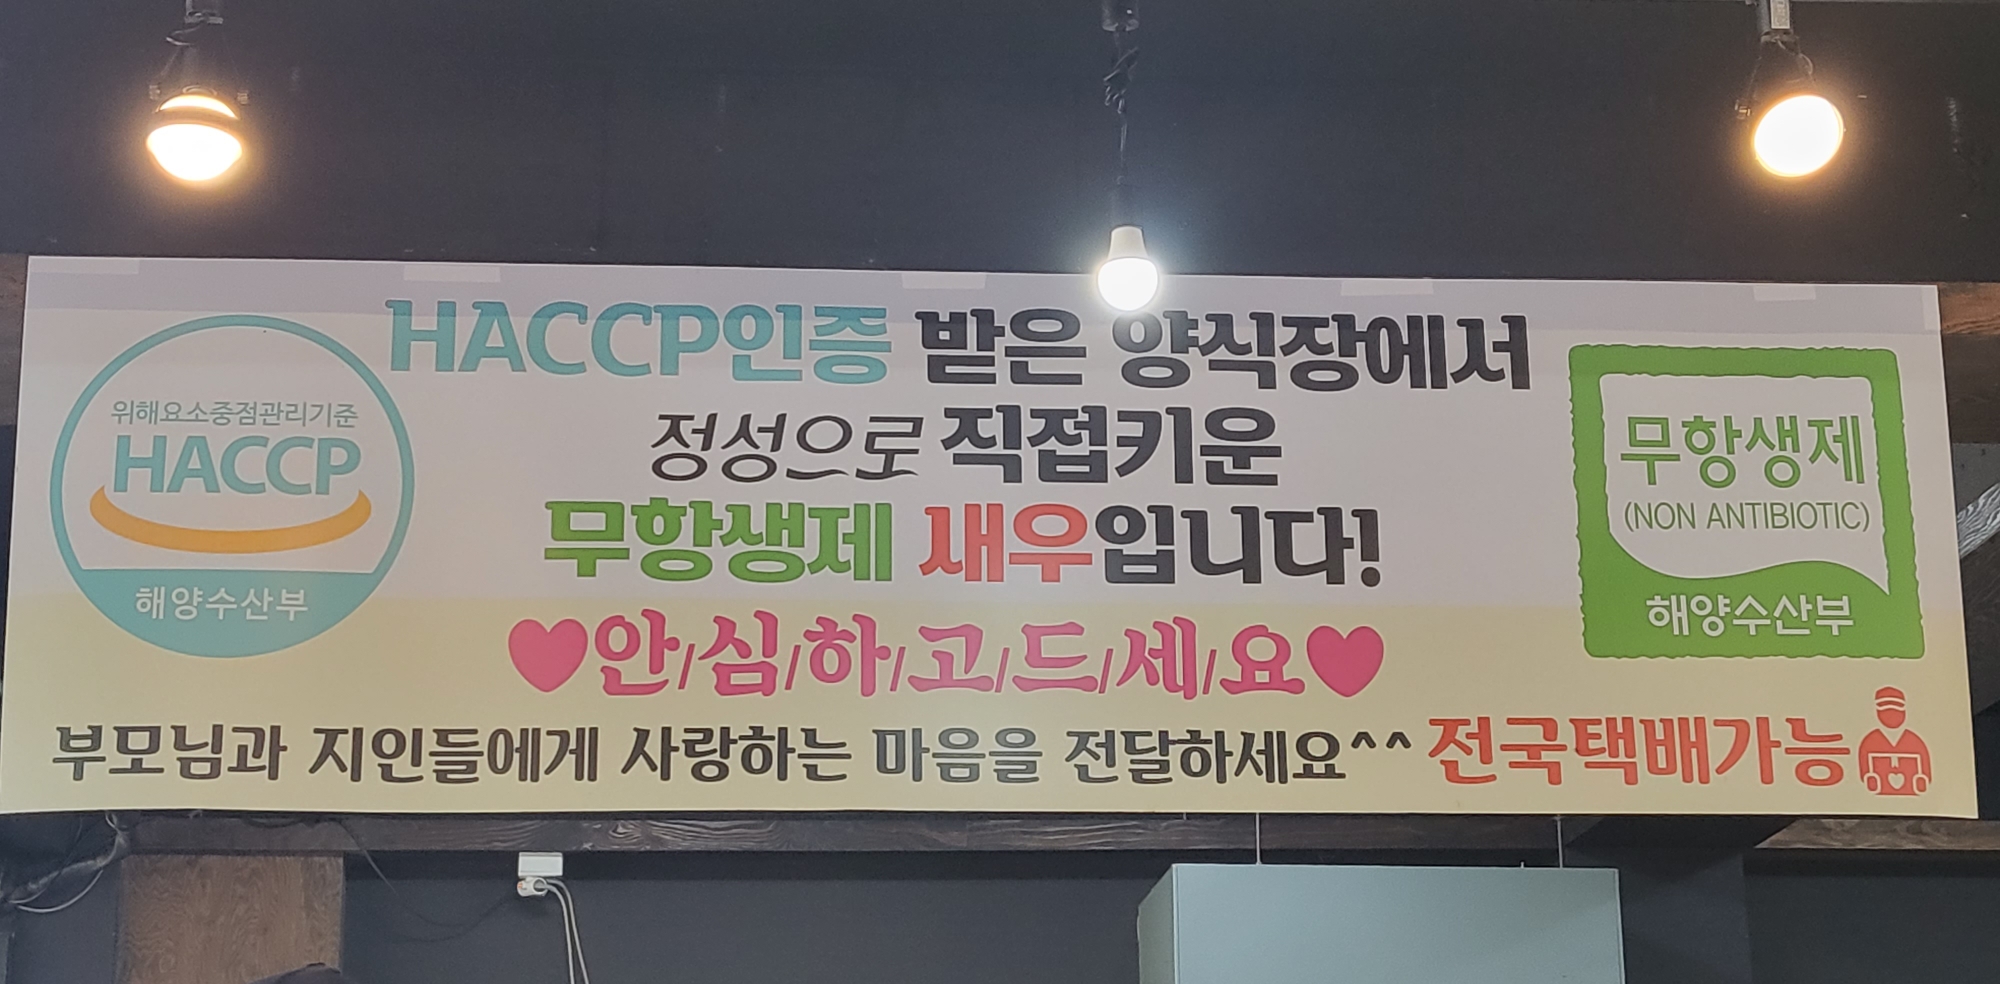 위해요소중점관리기준
HACCP
해양수산부
HACCP인증 받은 양식장에서
정성으로 직접키운
무항생제 새우입니다!
♥안/심/하/고/드/세/요♥
무항생제
(NON ANTIBIOTIC)
해양수산부
부모님과 지인들에게 사랑하는 마음을 전달하세요^^ 전국택배가능